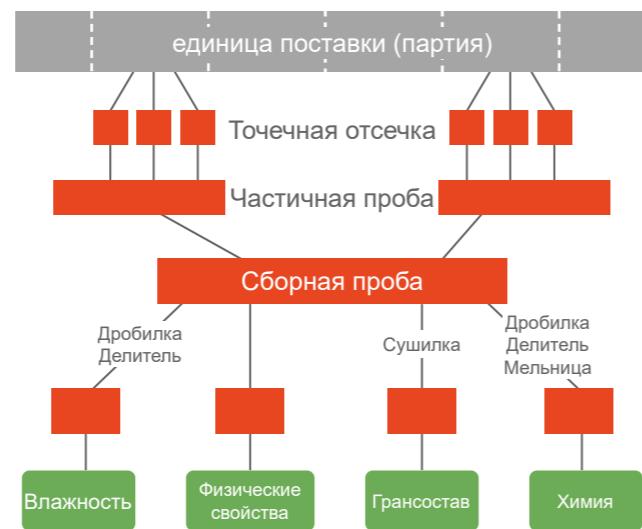 единица поставки (партия)
Точечная отсечка
Частичная проба
Сборная проба
Дробилка
Делитель
Сушилка
Дробилка
Делитель
Мельница
Влажность
Физические
свойства
Грансостав
Химия